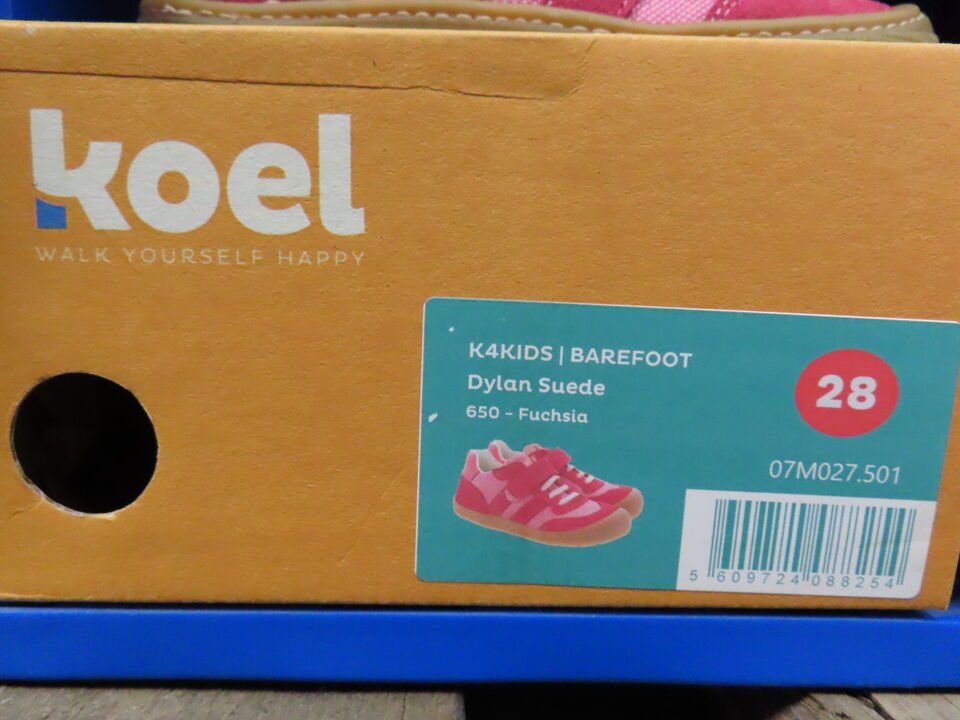 koel
WALK YOURSELF HAPPY
K4KIDS | BAREFOOT
Dylan Suede
650 - Fuchsia
28
07M027.501
5 609724 088254